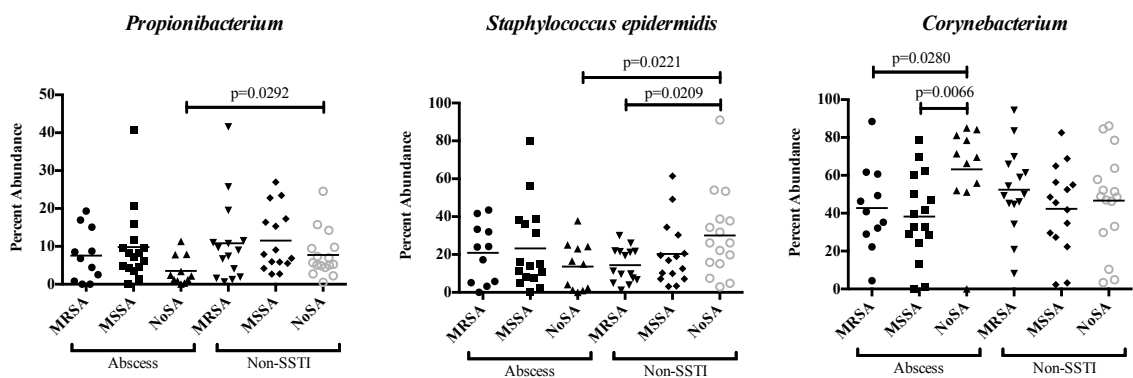 Propionibacterium
p=0.0292
Percent Abundance
50
40
30
20
10
0
MRSA
MSSA
NoSA
MRSA
MSSA
NoSA
Abscess
Non-SSTI
Staphylococcus epidermidis
p=0.0221
p=0.0209
Percent Abundance
100
80
60
40
20
0
MRSA
MSSA
NoSA
MRSA
MSSA
NoSA
Abscess
Non-SSTI
Corynebacterium
p=0.0280
p=0.0066
Percent Abundance
100
80
60
40
20
0
MRSA
MSSA
NoSA
MRSA
MSSA
NoSA
Abscess
Non-SSTI